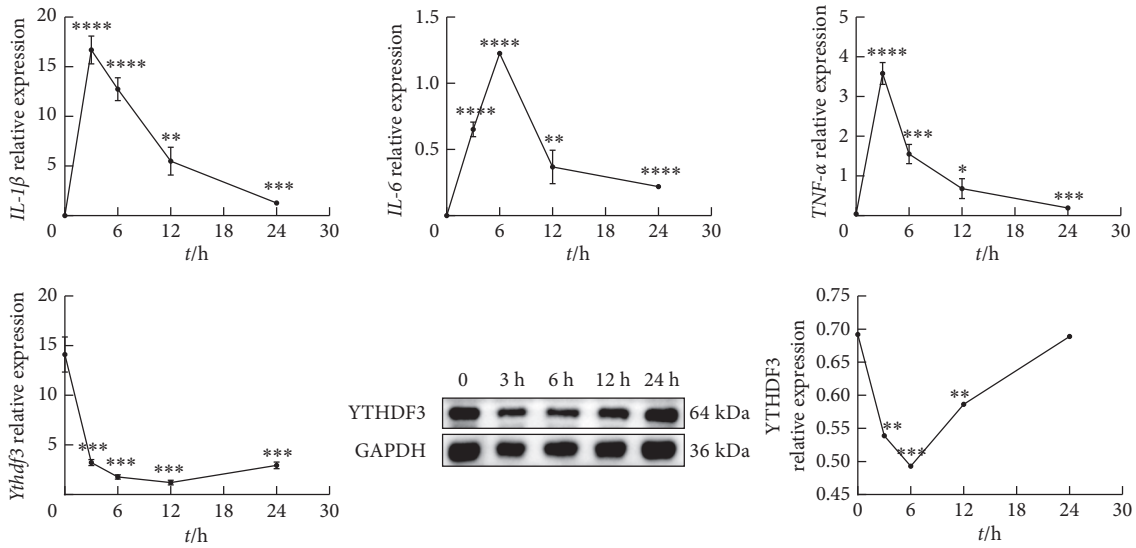 IL-1β relative expression
20
15
10
5
0 6 12 18 24 30
t/h
****
****
**
***
IL-6 relative expression
1.5
1.0
0.5
0 6 12 18 24 30
t/h
****
****
**
****
TNF-α relative expression
5
4
3
2
1
0 6 12 18 24 30
t/h
****
***
*
***
Ythdf3 relative expression
20
15
10
5
0 6 12 18 24 30
t/h
***
***
***
***
0 3 h 6 h 12 h 24 h
YTHDF3 64 kDa
GAPDH 36 kDa
YTHDF3
relative expression
0.75
0.70
0.65
0.60
0.55
0.50
0.45
0 6 12 18 24 30
t/h
**
***
**